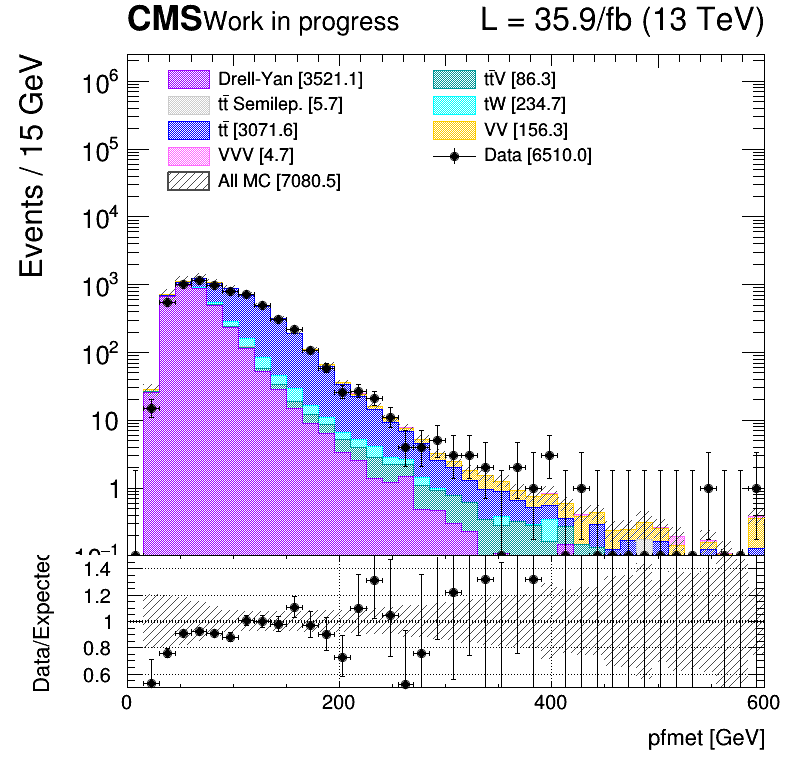 CMS Work in progress L = 35.9/fb (13 TeV)
Drell-Yan [3521.1] tt̄V [86.3]
tt̄ Semilep. [5.7] tW [234.7]
tt̄ [3071.6] VV [156.3]
VVV [4.7] Data [6510.0]
All MC [7080.5]
Events / 15 GeV
10⁶
10⁵
10⁴
10³
10²
10
1
10⁻¹
Data/Expected
1.4
1.2
1
0.8
0.6
0 200 400 600
pfmet [GeV]